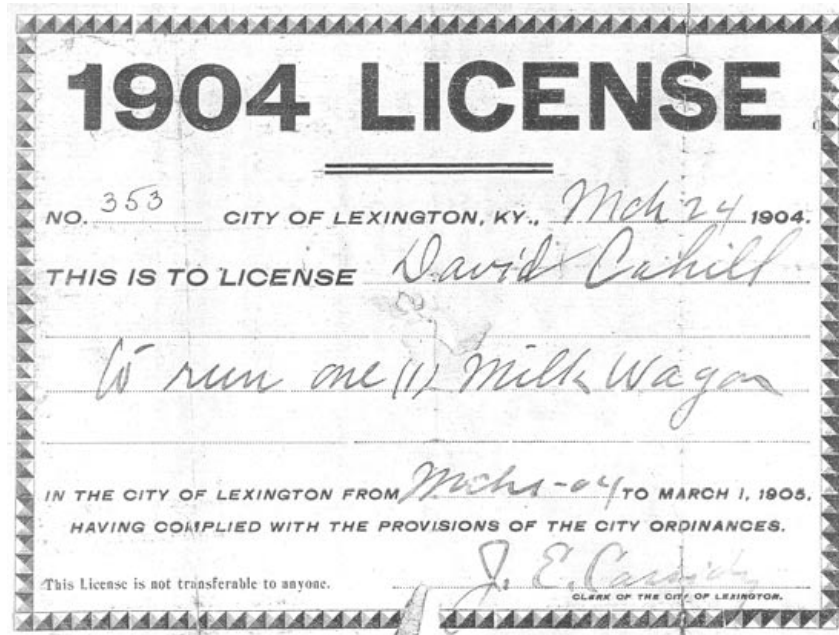 1904 LICENSE
NO. 353 CITY OF LEXINGTON, KY., Mch 24 1904.
THIS IS TO LICENSE David Cahill
to run one (1) Milk Wagon
IN THE CITY OF LEXINGTON FROM Mch 1-04 TO MARCH 1, 1905.
HAVING COMPLIED WITH THE PROVISIONS OF THE CITY ORDINANCES.
J. E. Cassidy
This License is not transferable to anyone.
CLERK OF THE CITY OF LEXINGTON.